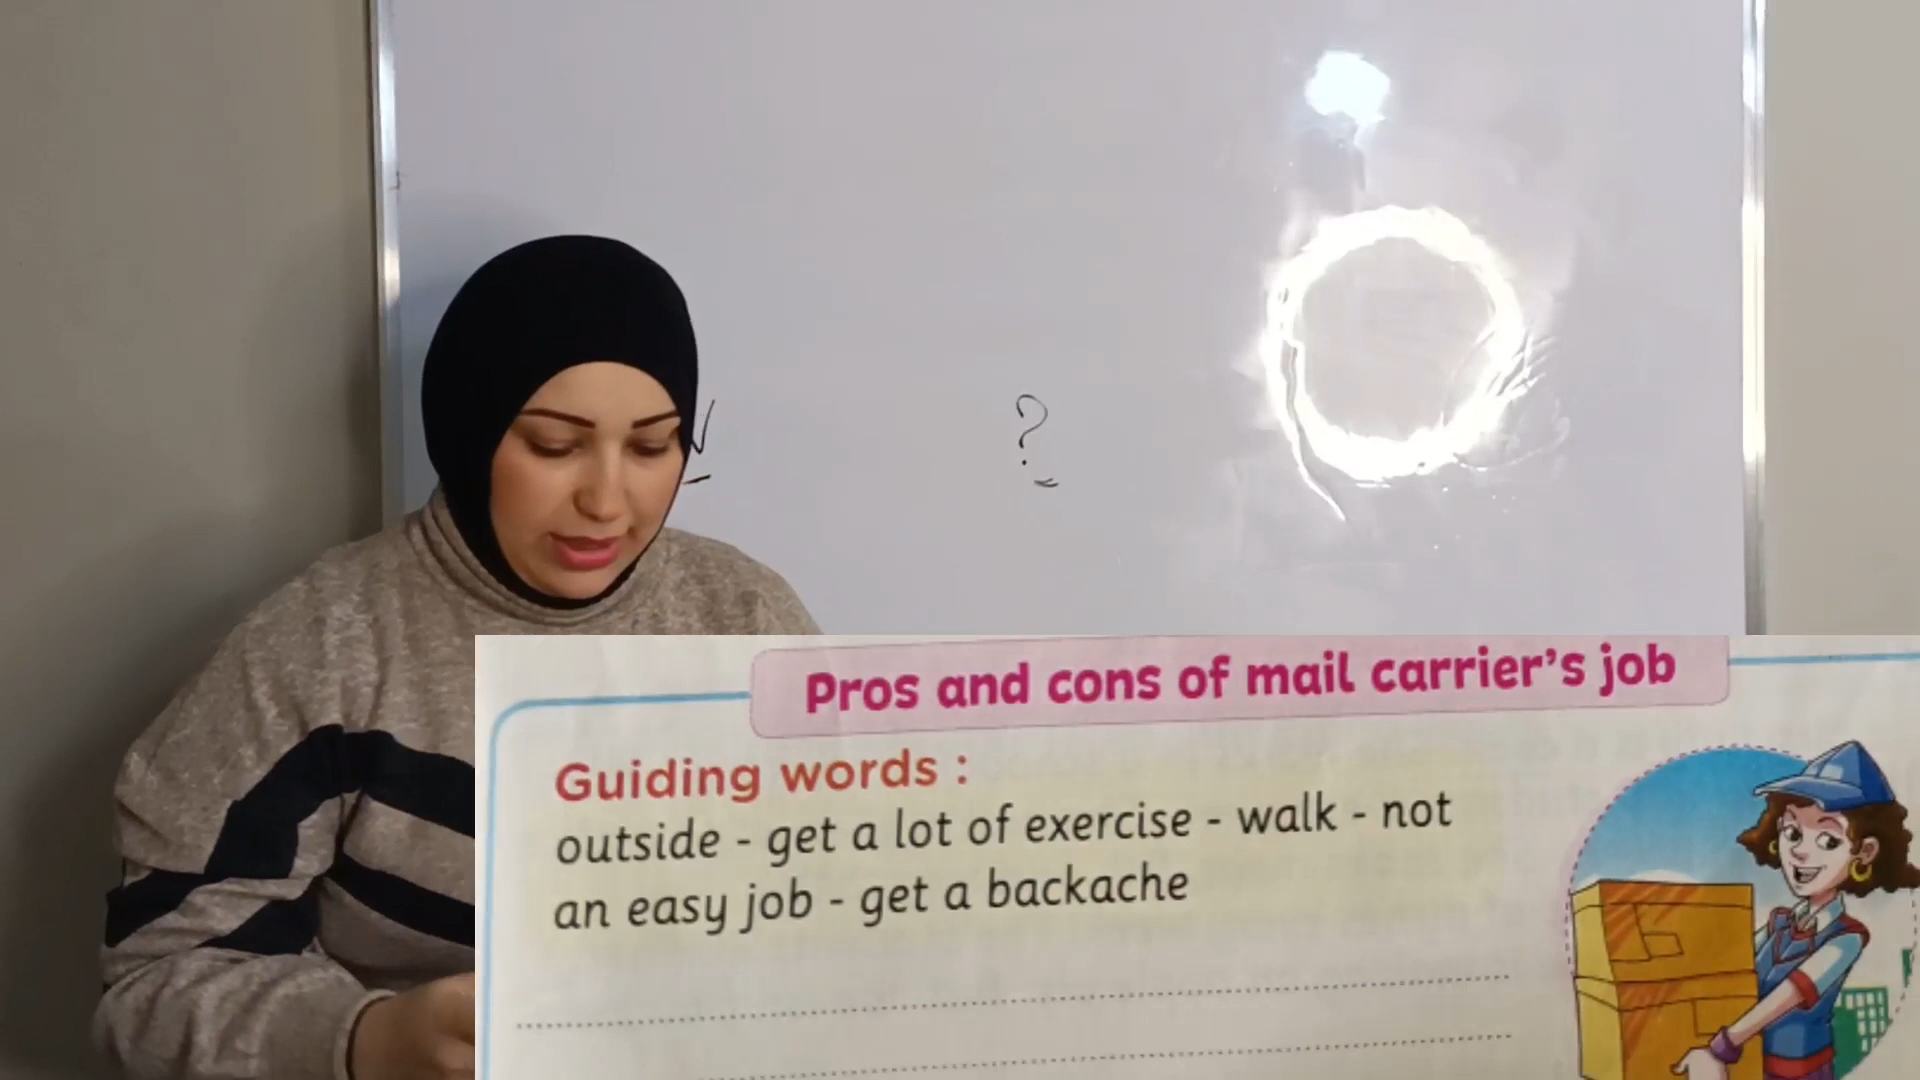 ?
Pros and cons of mail carrier's job
Guiding words :
outside - get a lot of exercise - walk - not
an easy job - get a backache